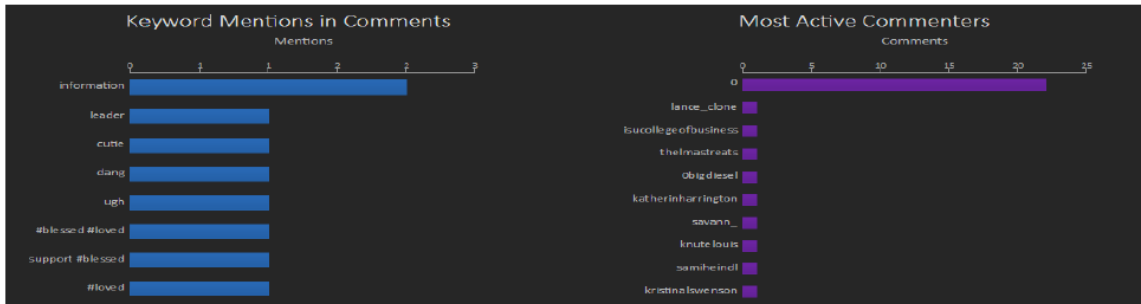 Keyword Mentions in Comments
Mentions
0 1 1 2 2 3
information
leader
cutie
dang
ugh
#blessed #loved
support #blessed
#loved
Most Active Commenters
Comments
0 5 10 15 20 25
0
lance_clone
isucollegeofbusiness
thelmastreats
0bigdiesel
katherinharrington
savann_
knutelouis
samiheindl
kristinalswenson